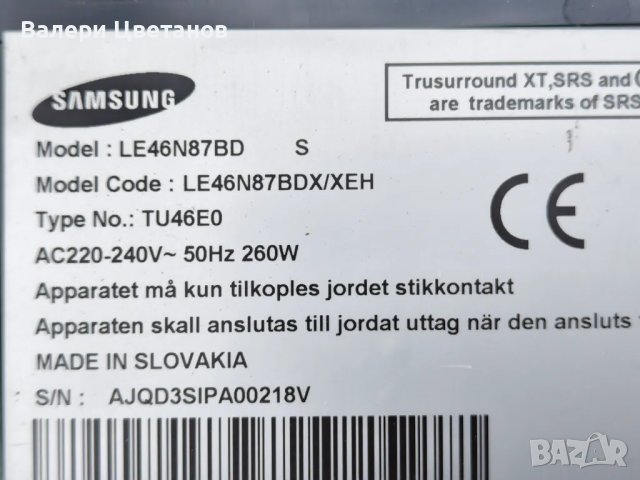 Валери Цветанов
SAMSUNG
Trusurround XT,SRS and
are trademarks of SRS
Model : LE46N87BD S
Model Code : LE46N87BDX/XEH
Type No.: TU46E0
AC220-240V~ 50Hz 260W
Apparatet må kun tilkoples jordet stikkontakt
Apparaten skall anslutas till jordat uttag när den ansluts
MADE IN SLOVAKIA
S/N : AJQD3SIPA00218V
CE
BAZAR